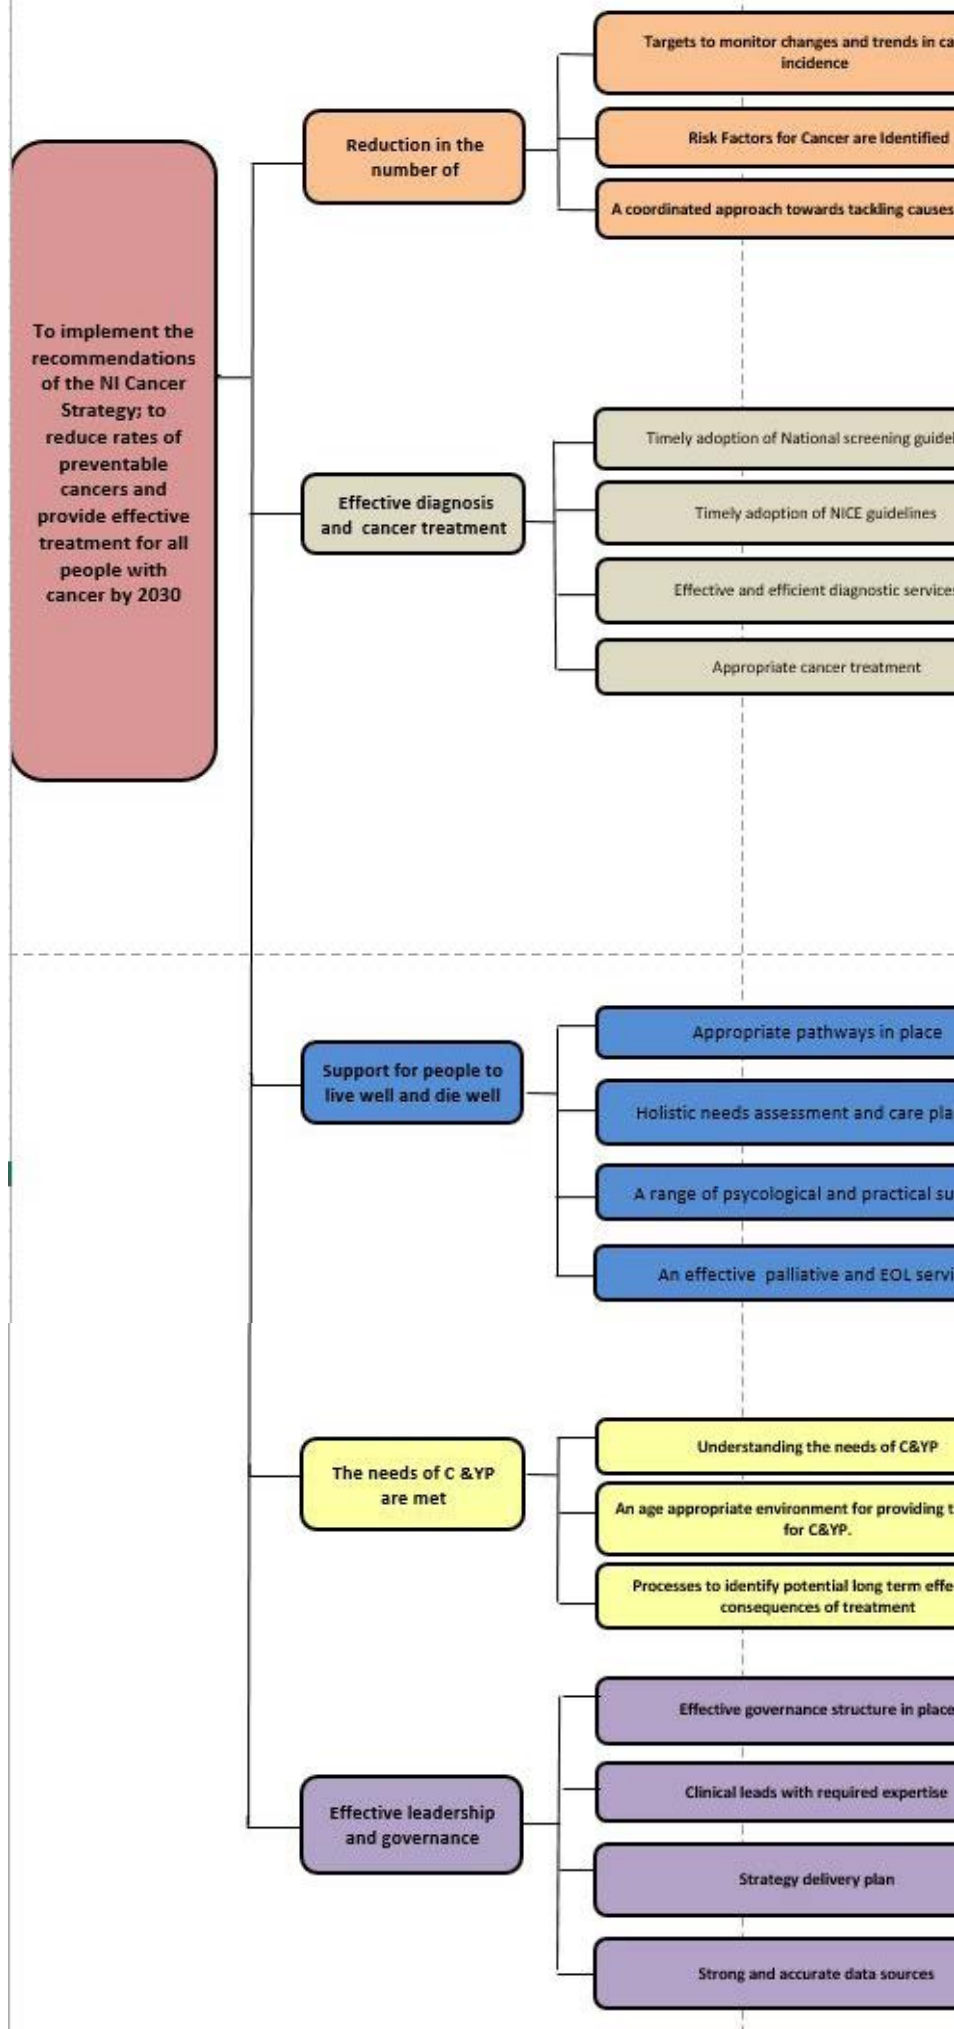 To implement the
recommendations
of the NI Cancer
Strategy; to
reduce rates of
preventable
cancers and
provide effective
treatment for all
people with
cancer by 2030
Reduction in the
number of
Targets to monitor changes and trends in ca
incidence
Risk Factors for Cancer are Identified
A coordinated approach towards tackling causes
Effective diagnosis
and cancer treatment
Timely adoption of National screening guidel
Timely adoption of NICE guidelines
Effective and efficient diagnostic services
Appropriate cancer treatment
Support for people to
live well and die well
Appropriate pathways in place
Holistic needs assessment and care pla
A range of psycological and practical su
An effective palliative and EOL servi
The needs of C &YP
are met
Understanding the needs of C&YP
An age appropriate environment for providing t
for C&YP.
Processes to identify potential long term effe
consequences of treatment
Effective leadership
and governance
Effective governance structure in place
Clinical leads with required expertise
Strategy delivery plan
Strong and accurate data sources